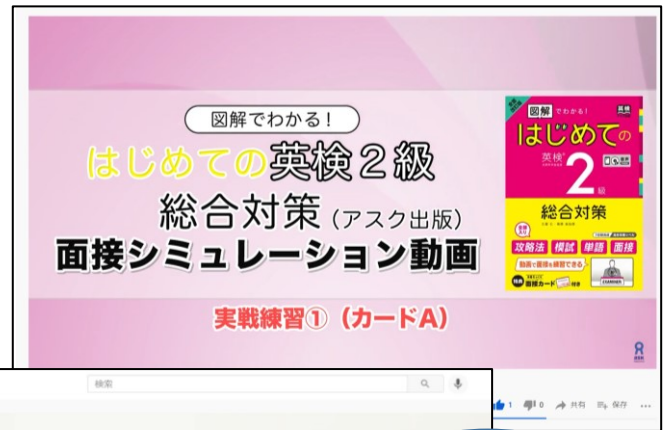 図解でわかる！
はじめての英検２級
総合対策（アスク出版）
面接シミュレーション動画
実戦練習①（カードA）
図解 でわかる！
英検
はじめての
英検
2級
総合対策
攻略法 模試 単語 面接
動画で面接も練習できる
面接カード 付き
検索
1 0 共有 保存 …